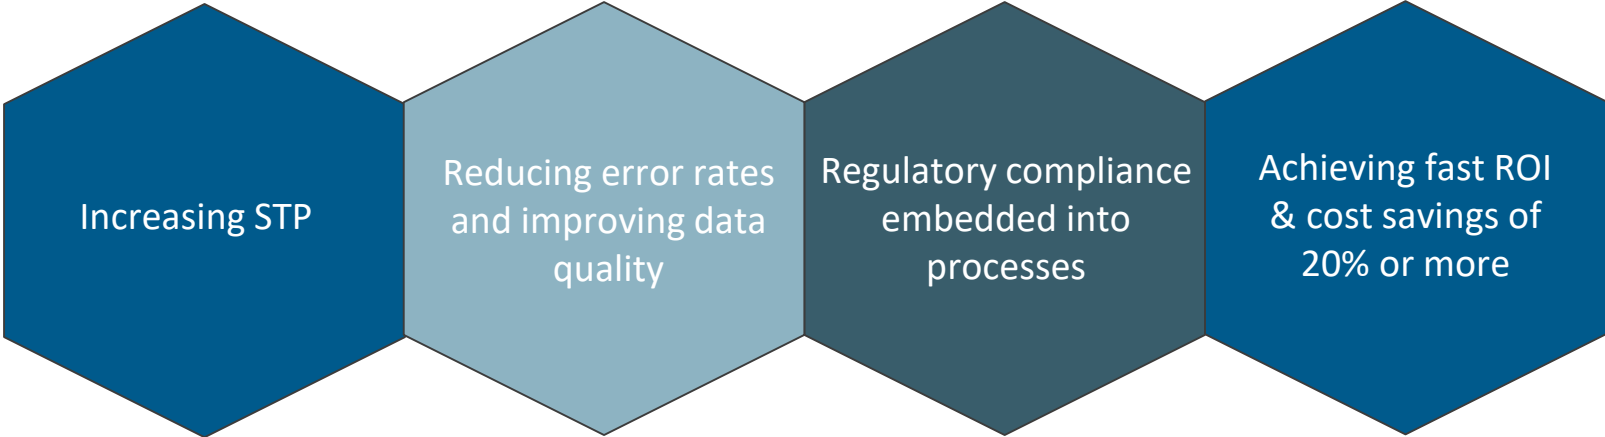 Increasing STP
Reducing error rates
and improving data
quality
Regulatory compliance
embedded into
processes
Achieving fast ROI
& cost savings of
20% or more